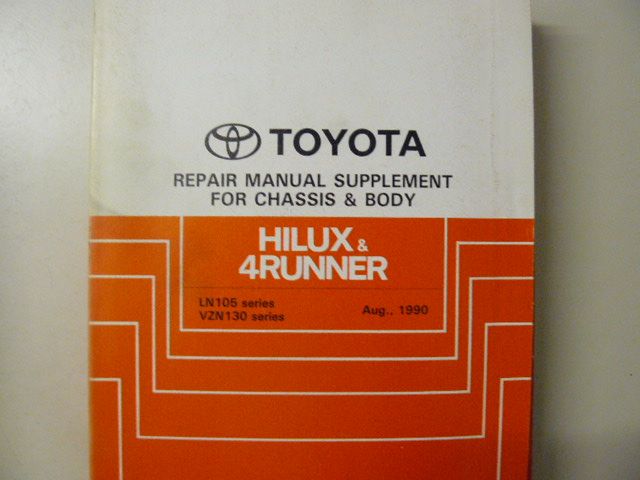 TOYOTA
REPAIR MANUAL SUPPLEMENT
FOR CHASSIS & BODY
HILUX &
4RUNNER
LN105 series
VZN130 series
Aug., 1990